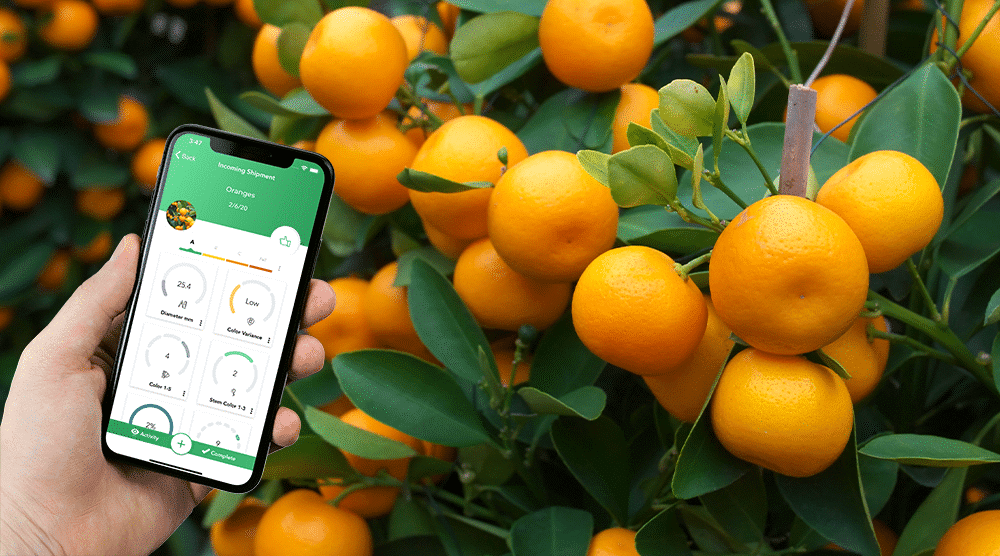 3:47
Back
Incoming Shipment
Oranges
2/6/20
A
25.4
Diameter mm
Low
Color Variance
4
Color 1-5
2
Stem Color 1-3
2%
9
Activity
+
Complete